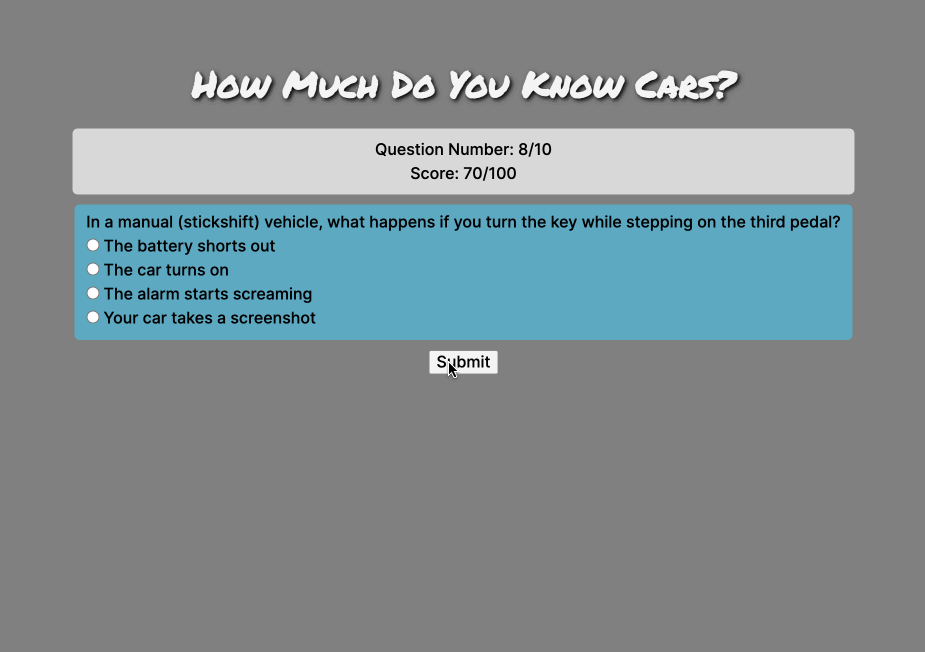 How Much Do You Know Cars?
Question Number: 8/10
Score: 70/100
In a manual (stickshift) vehicle, what happens if you turn the key while stepping on the third pedal?
The battery shorts out
The car turns on
The alarm starts screaming
Your car takes a screenshot
Submit